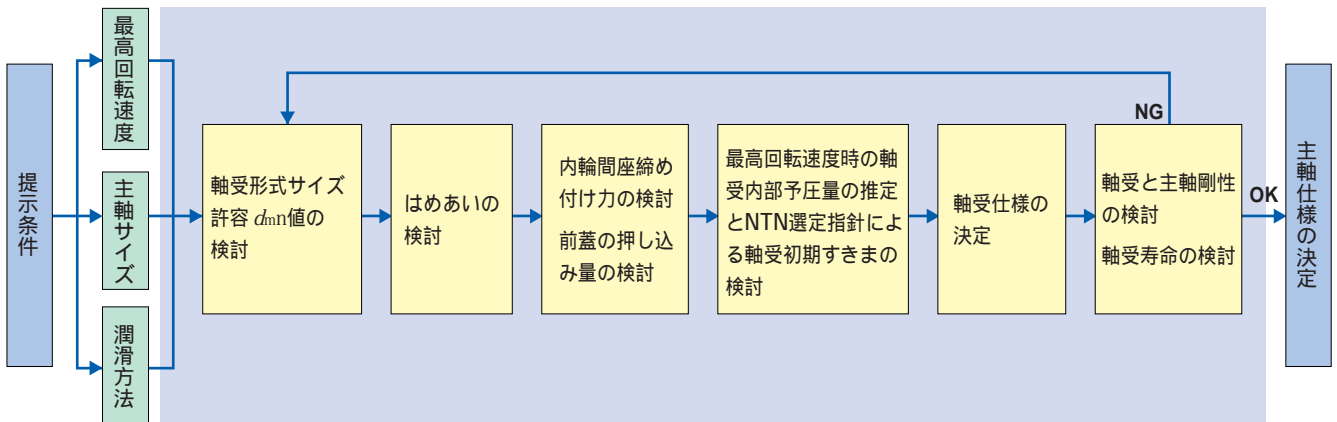 提示条件
最高回転速度
主軸サイズ
潤滑方法
軸受形式サイズ
許容 dmn値の
検討
はめあいの
検討
内輪間座締め
付け力の検討
前蓋の押し込
み量の検討
最高回転速度時の軸
受内部予圧量の推定
とNTN選定指針によ
る軸受初期すきまの
検討
軸受仕様の
決定
軸受と主軸剛性
の検討
軸受寿命の検討
NG
OK
主軸仕様の決定